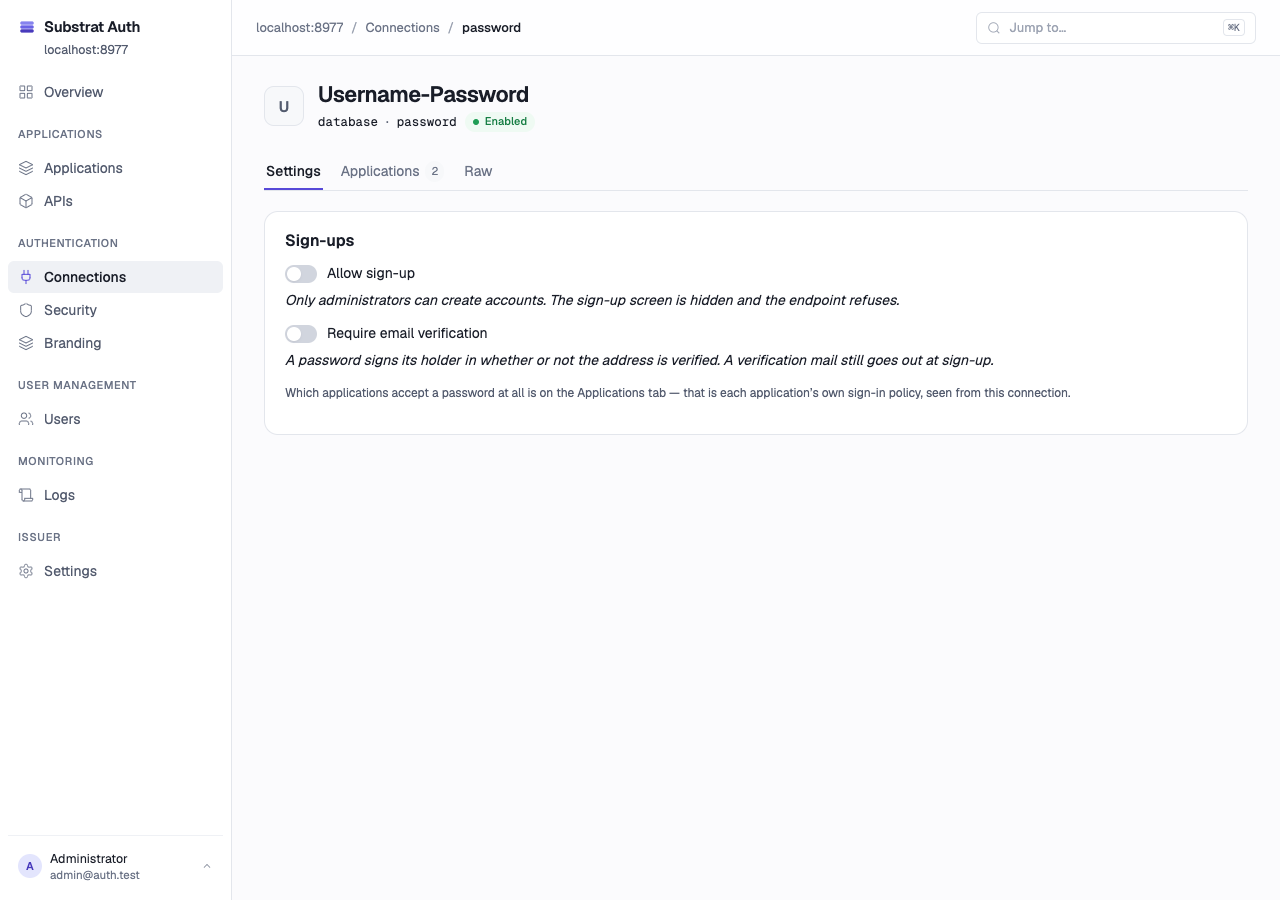 Substrat Auth
localhost:8977
Overview
APPLICATIONS
Applications
APIs
AUTHENTICATION
Connections
Security
Branding
USER MANAGEMENT
Users
MONITORING
Logs
ISSUER
Settings
A
Administrator
admin@auth.test
localhost:8977 / Connections / password
Jump to… ⌘K
U
Username-Password
database · password Enabled
Settings Applications 2 Raw
Sign-ups
Allow sign-up
Only administrators can create accounts. The sign-up screen is hidden and the endpoint refuses.
Require email verification
A password signs its holder in whether or not the address is verified. A verification mail still goes out at sign-up.
Which applications accept a password at all is on the Applications tab — that is each application's own sign-in policy, seen from this connection.